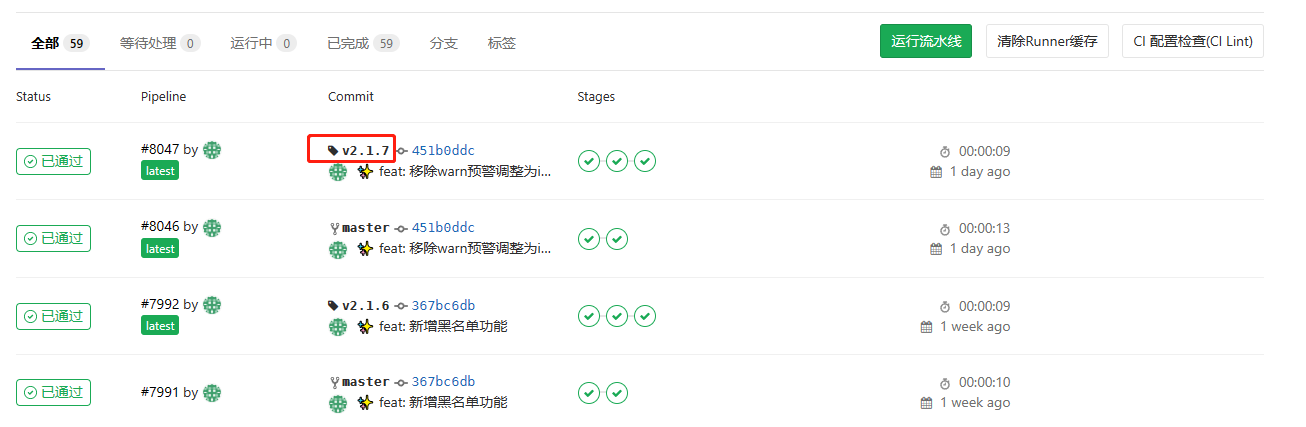 全部 59 等待处理 0 运行中 0 已完成 59 分支 标签 运行流水线 清除Runner缓存 CI 配置检查(CI Lint)
Status Pipeline Commit Stages
已通过 #8047 by v2.1.7 451b0ddc 00:00:09
latest feat: 移除warn预警调整为i... 1 day ago
已通过 #8046 by master 451b0ddc 00:00:13
latest feat: 移除warn预警调整为i... 1 day ago
已通过 #7992 by v2.1.6 367bc6db 00:00:09
latest feat: 新增黑名单功能 1 week ago
已通过 #7991 by master 367bc6db 00:00:10
feat: 新增黑名单功能 1 week ago